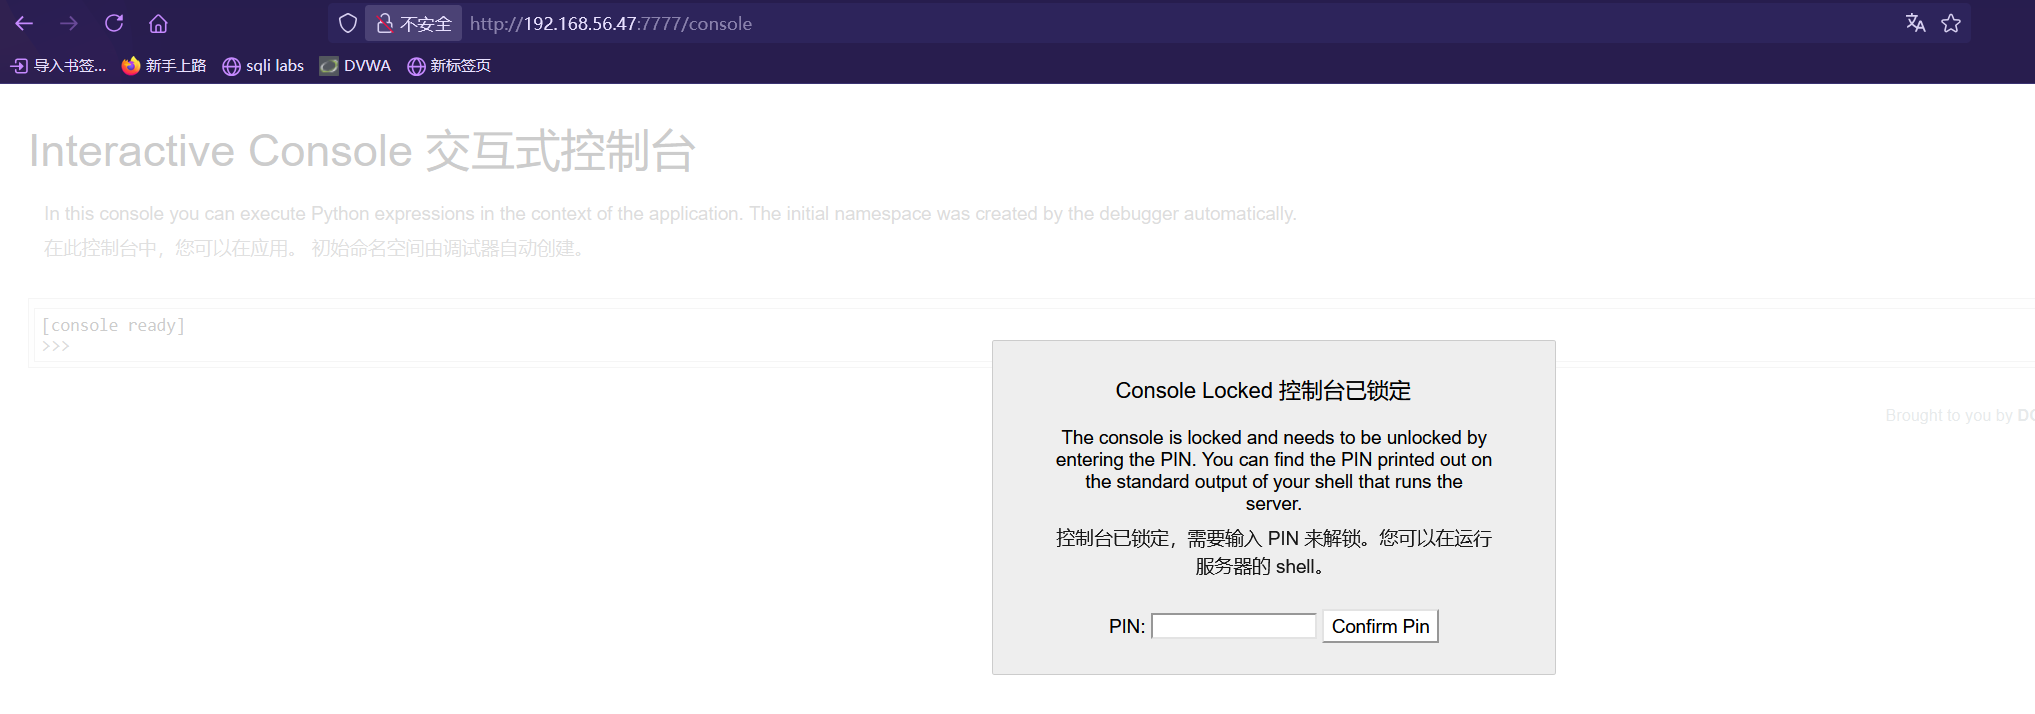 不安全 http://192.168.56.47:7777/console
导入书签... 新手上路 sqli labs DVWA 新标签页
Interactive Console 交互式控制台
In this console you can execute Python expressions in the context of the application. The initial namespace was created by the debugger automatically.
在此控制台中，您可以在应用。 初始命名空间由调试器自动创建。
[console ready]
>>>
Console Locked 控制台已锁定
The console is locked and needs to be unlocked by
entering the PIN. You can find the PIN printed out on
the standard output of your shell that runs the
server.
控制台已锁定，需要输入 PIN 来解锁。您可以在运行
服务器的 shell。
PIN: Confirm Pin
Brought to you by